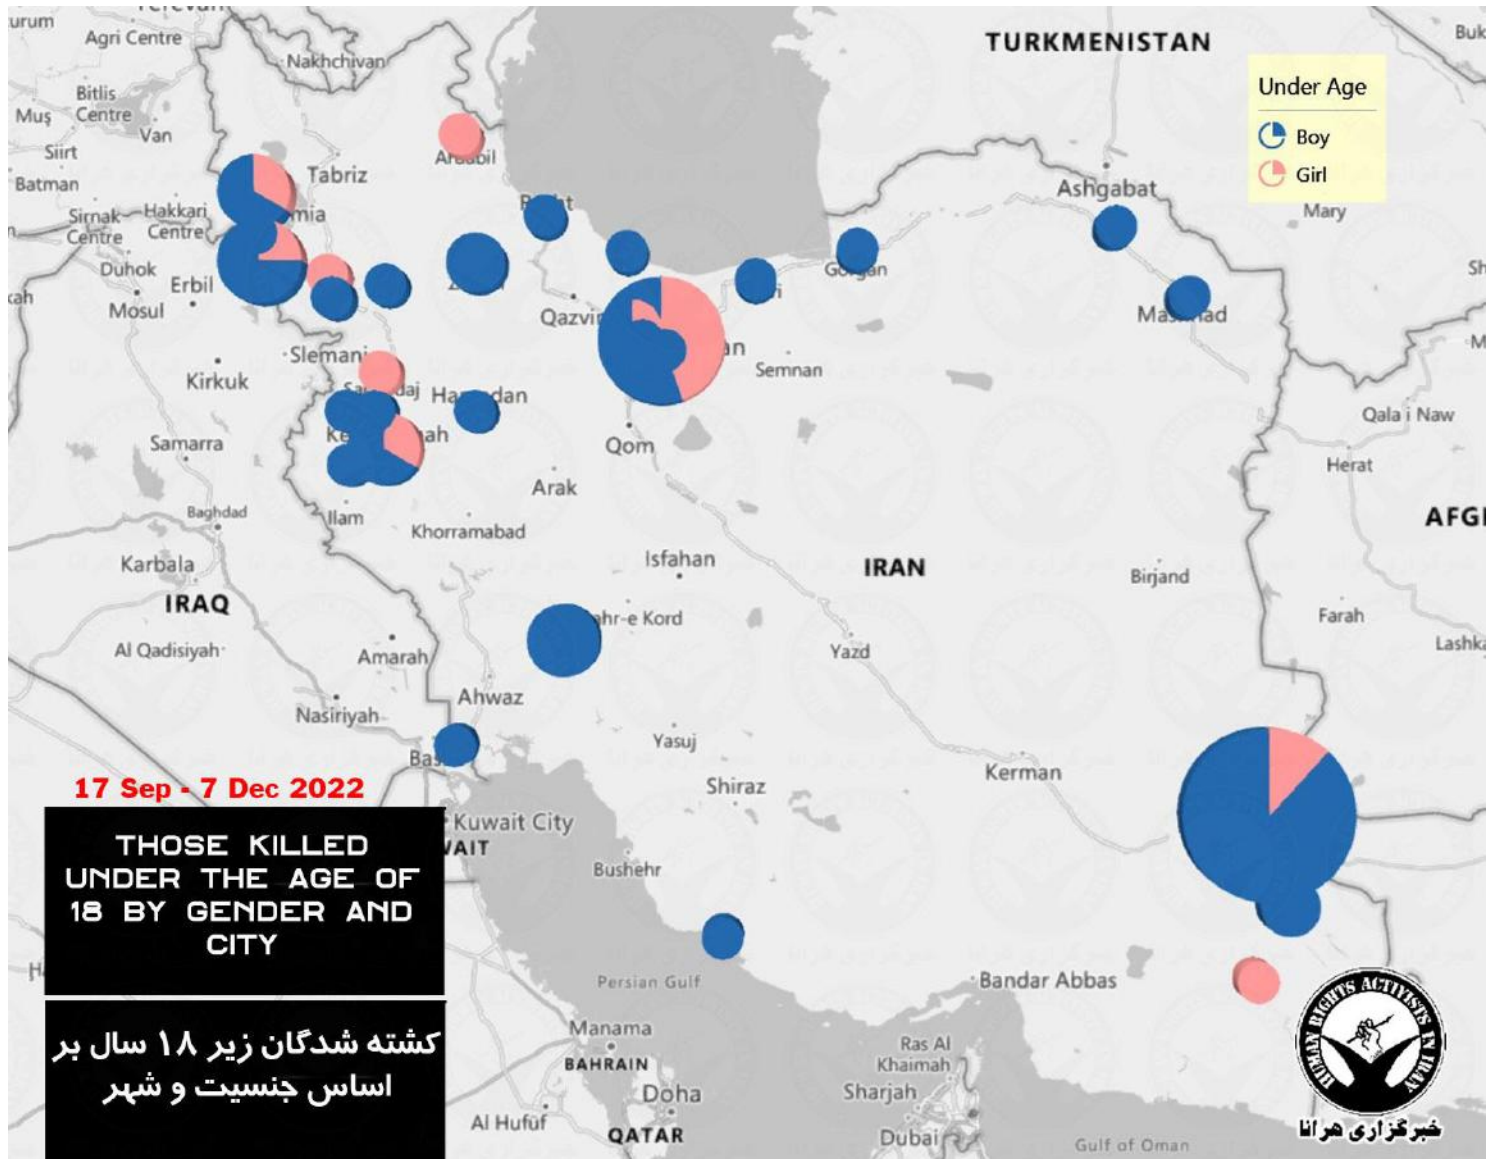 TURKMENISTAN
Agri Centre
Nakhchivan
Under Age
Boy
Girl
Bitlis
Centre
Muş
Van
Siirt
Batman
Tabriz
Ashgabat
Mary
Sirnak
Centre
Hakkari
Centre
Duhok
Erbil
Mosul
Qazvin
Semnan
Slemani
Kirkuk
Qom
Qala i Naw
Samarra
Herat
Arak
Baghdad
Ilam
Khorramabad
AFG
Karbala
Isfahan
IRAN
Birjand
IRAQ
Farah
Al Qadisiyah
Amarah
Yazd
Ahwaz
Nasiriyah
Yasuj
Kerman
Shiraz
17 Sep - 7 Dec 2022
THOSE KILLED
UNDER THE AGE OF
18 BY GENDER AND
CITY
Kuwait City
Bushehr
Persian Gulf
Bandar Abbas
کشته شدگان زیر ۱۸ سال بر
اساس جنسیت و شهر
Manama
BAHRAIN
Ras Al
Khaimah
Doha
Sharjah
Al Hufūf
QATAR
Dubai
Gulf of Oman
HUMAN RIGHTS ACTIVISTS IN IRAN
خبرگزاری هرانا